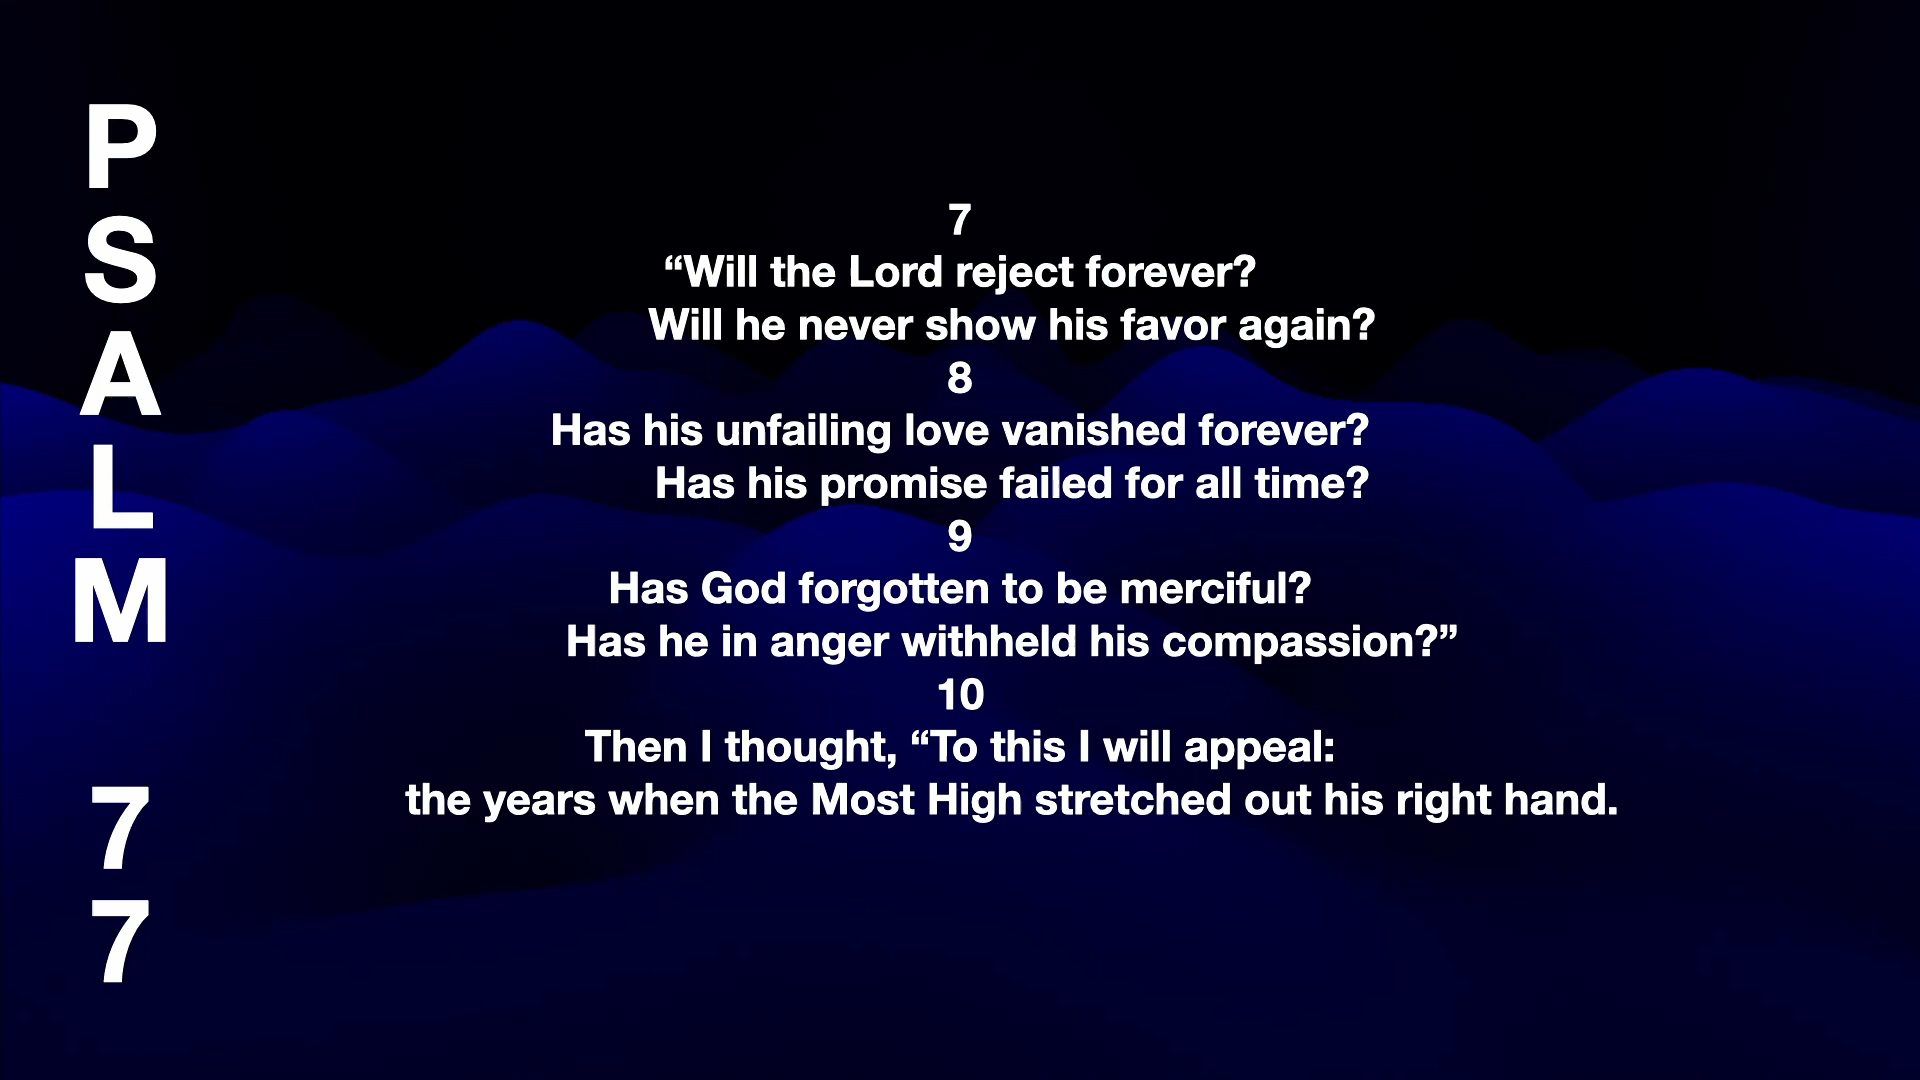 PSALM 77
7
“Will the Lord reject forever?
Will he never show his favor again?
8
Has his unfailing love vanished forever?
Has his promise failed for all time?
9
Has God forgotten to be merciful?
Has he in anger withheld his compassion?”
10
Then I thought, “To this I will appeal:
the years when the Most High stretched out his right hand.